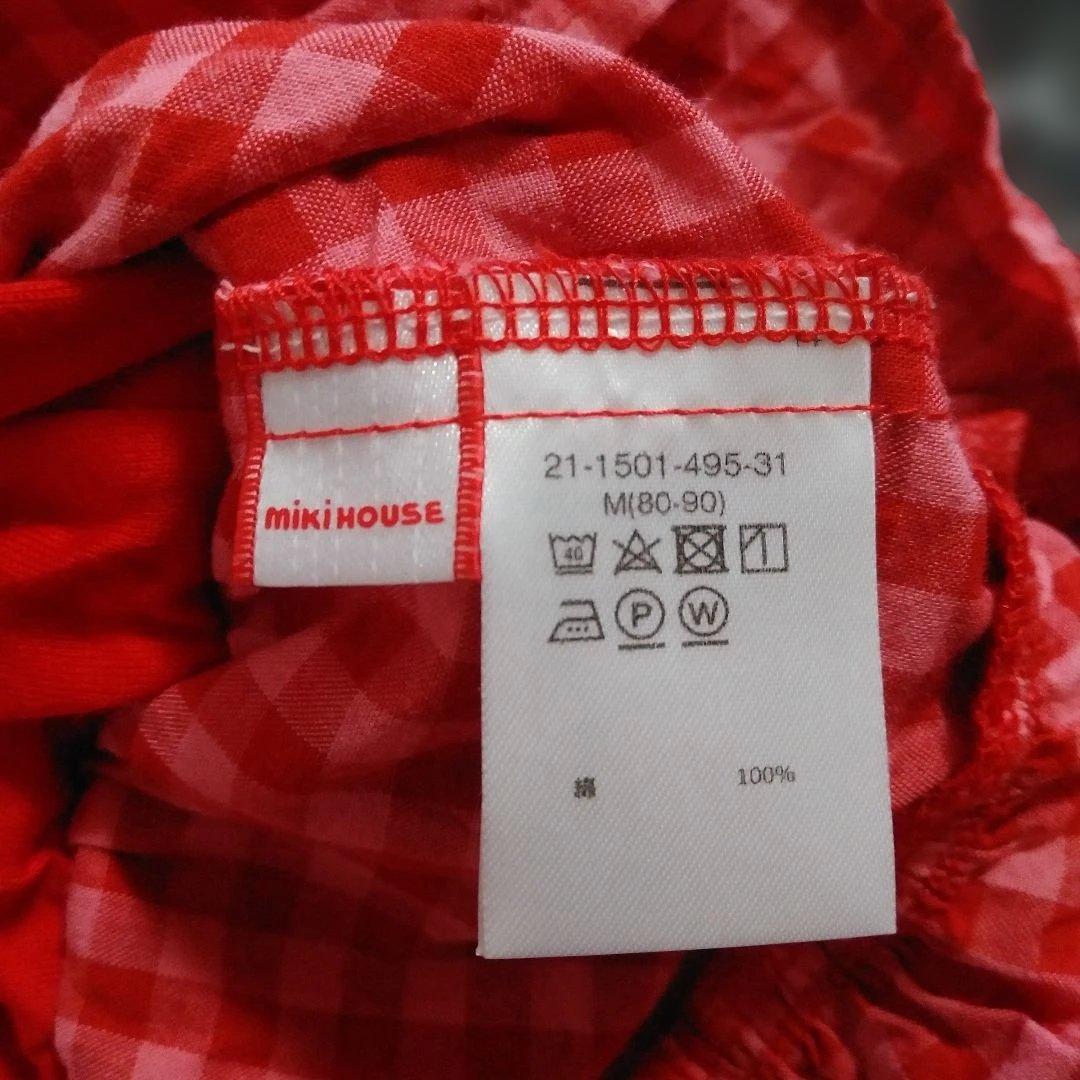 miKiHOUSE
21-1501-495-31
M(80-90)
40
P W
綿 100%